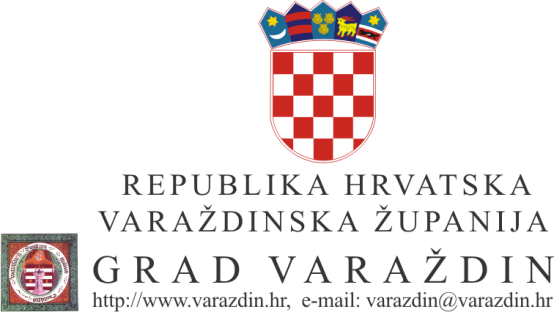 REPUBLIKA HRVATSKA
VARAŽDINSKA ŽUPANIJA
GRAD VARAŽDIN
http://www.varazdin.hr, e-mail: varazdin@varazdin.hr